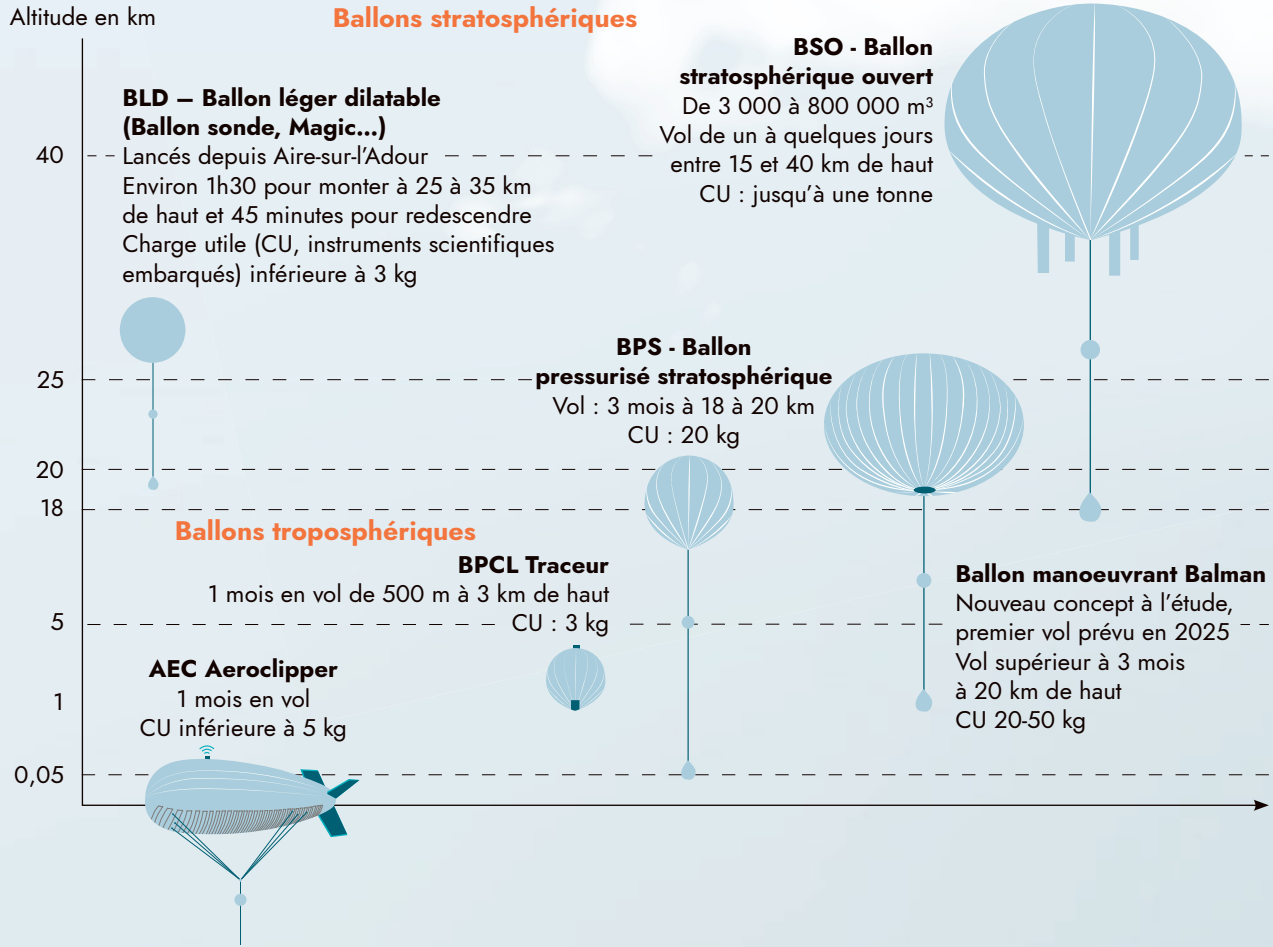 Altitude en km
Ballons stratosphériques
BLD – Ballon léger dilatable
(Ballon sonde, Magic...)
Lancés depuis Aire-sur-l’Adour
Environ 1h30 pour monter à 25 à 35 km
de haut et 45 minutes pour redescendre
Charge utile (CU, instruments scientifiques
embarqués) inférieure à 3 kg
BSO - Ballon
stratosphérique ouvert
De 3 000 à 800 000 m³
Vol de un à quelques jours
entre 15 et 40 km de haut
CU : jusqu’à une tonne
40
BPS - Ballon
pressurisé stratosphérique
Vol : 3 mois à 18 à 20 km
CU : 20 kg
25
20
18
Ballons troposphériques
BPCL Traceur
1 mois en vol de 500 m à 3 km de haut
CU : 3 kg
Ballon manoeuvrant Balman
Nouveau concept à l’étude,
premier vol prévu en 2025
Vol supérieur à 3 mois
à 20 km de haut
CU 20-50 kg
5
AEC Aeroclipper
1 mois en vol
CU inférieure à 5 kg
1
0,05